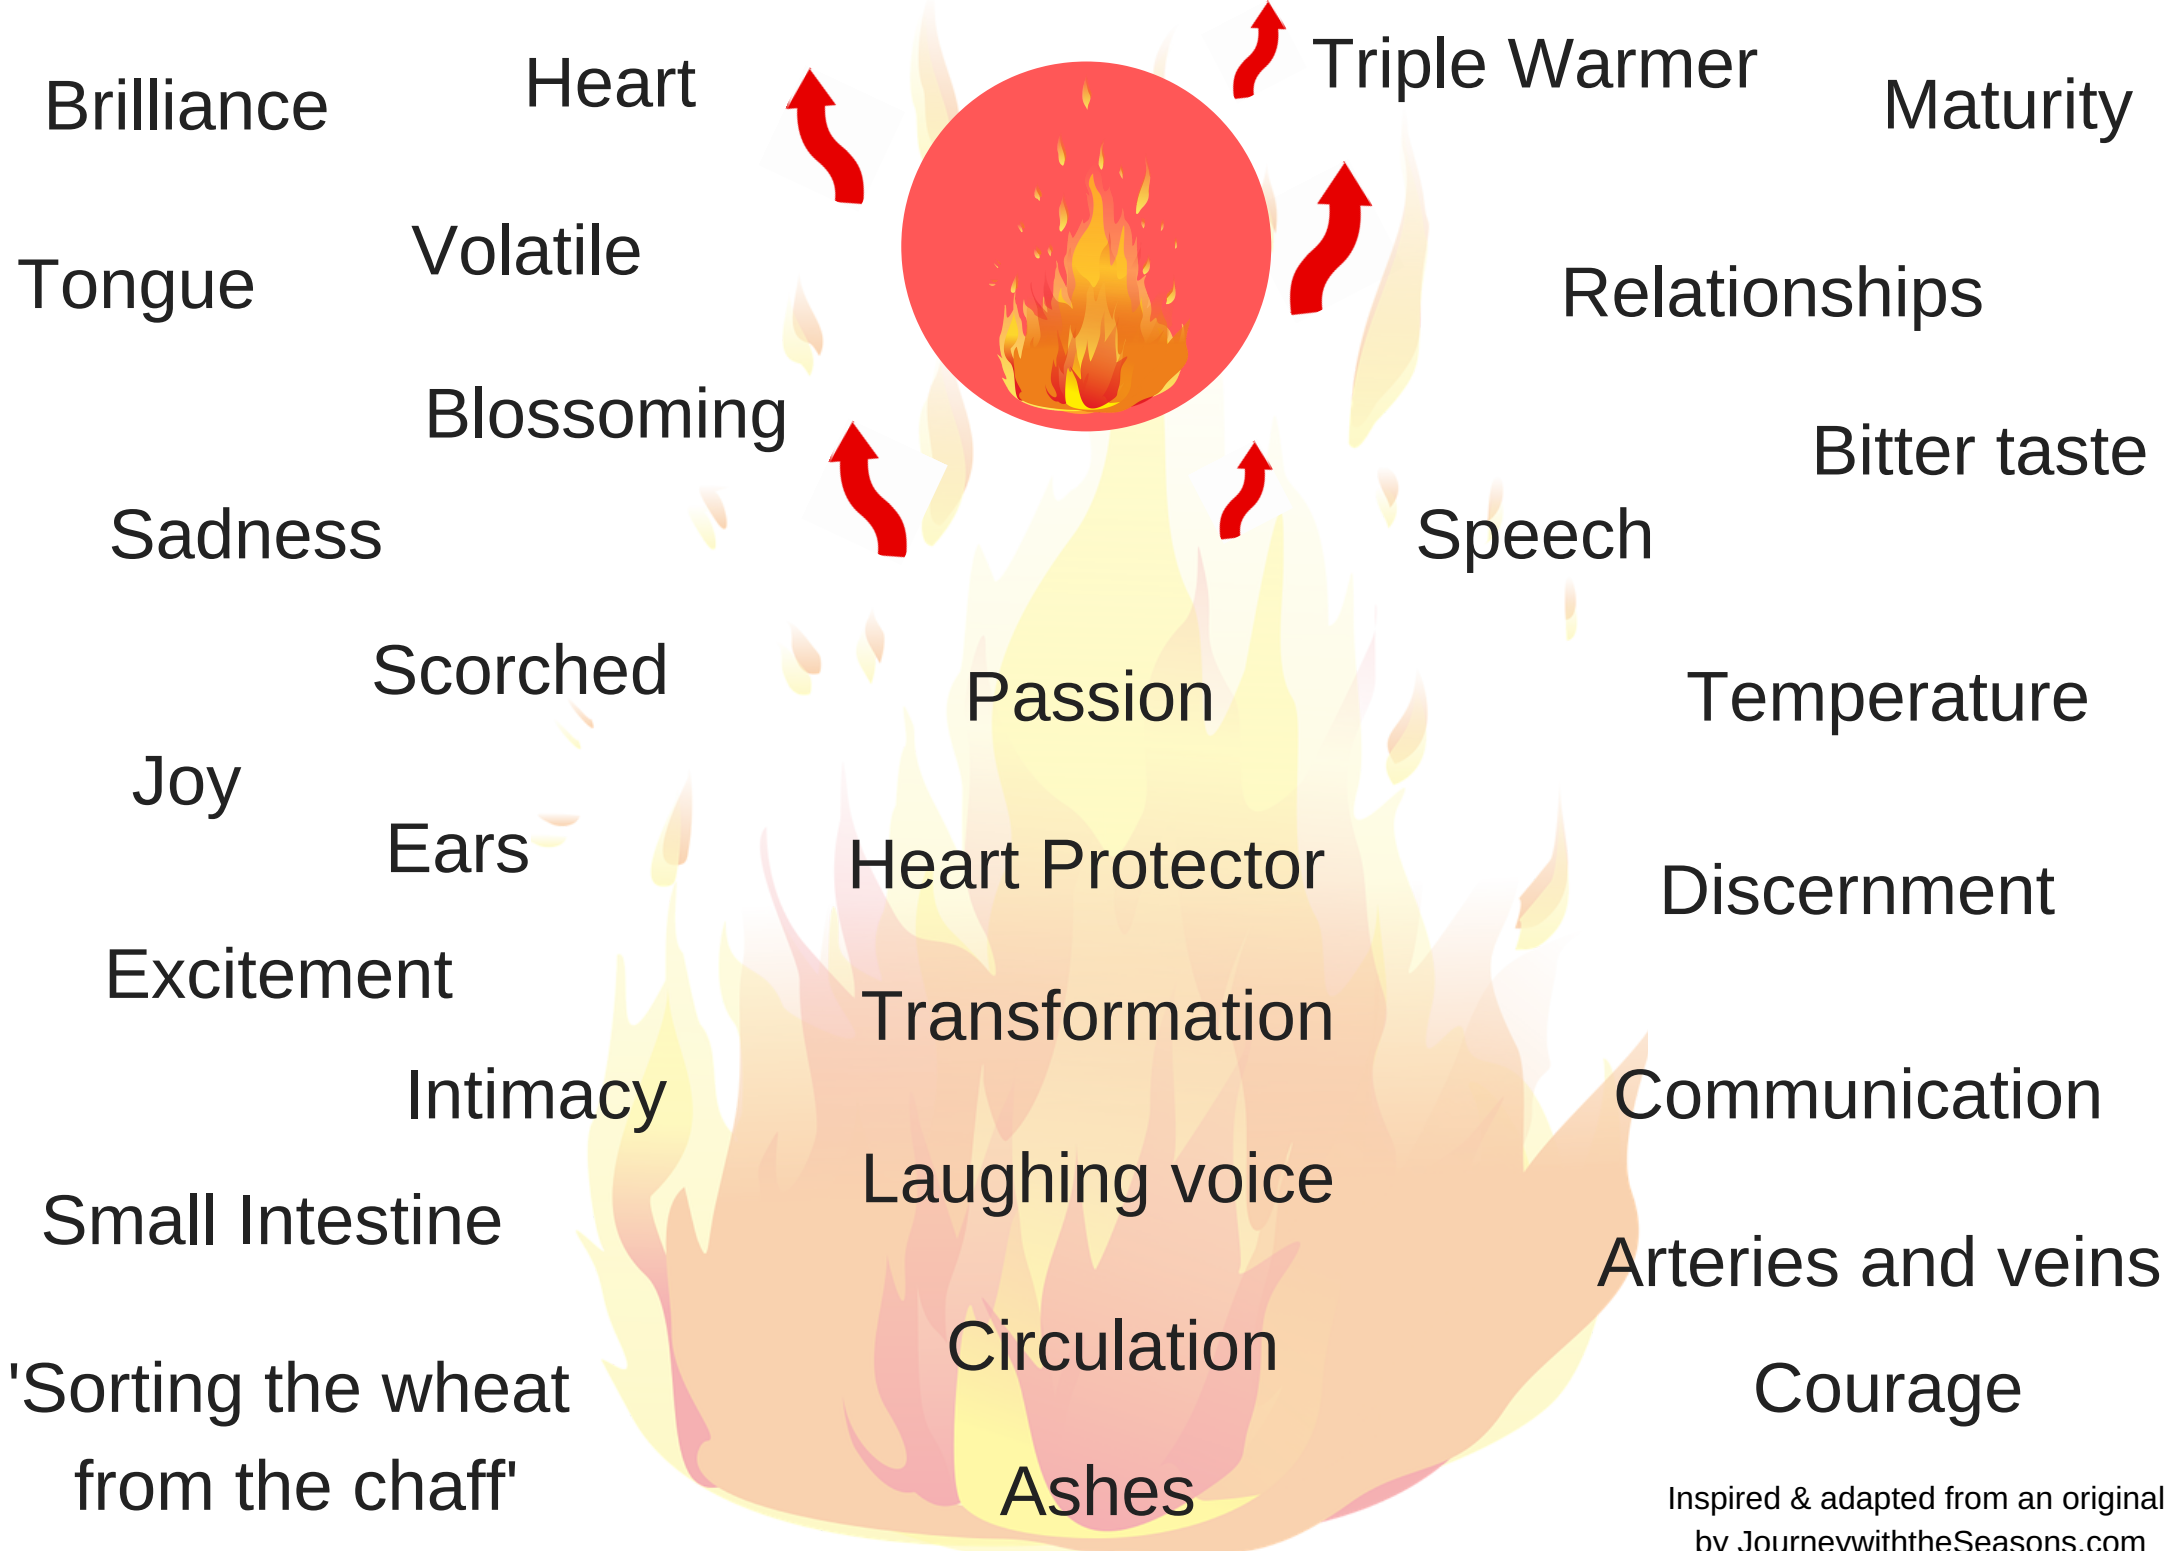 Brilliance
Heart
Triple Warmer
Maturity
Tongue
Volatile
Relationships
Blossoming
Bitter taste
Sadness
Speech
Scorched
Passion
Temperature
Joy
Ears
Heart Protector
Discernment
Excitement
Transformation
Intimacy
Communication
Laughing voice
Small Intestine
Arteries and veins
Circulation
'Sorting the wheat
from the chaff'
Courage
Ashes
Inspired & adapted from an original
by JourneywiththeSeasons.com